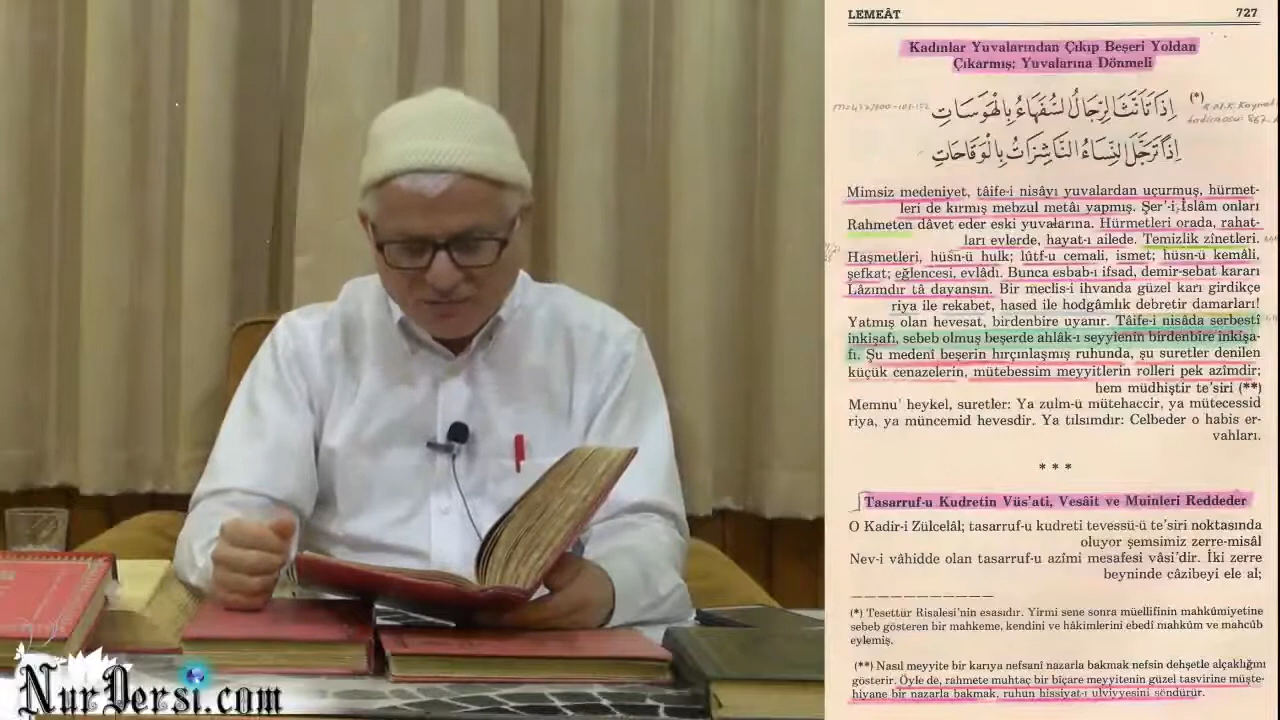 LEMEÂT 727
Kadınlar Yuvalarından Çıkıp Beşeri Yoldan
Çıkarmış; Yuvalarına Dönmeli
(*) اِذَا تَاَنَّثَ الرِّجَالُ السُّفَهَاءُ بِالْهَوَسَاتِ
اِذًا تَرَجَّلَ النِّسَاءُ النَّاشِزَاتُ بِالْوَقَاحَاتِ
Mimsiz medeniyet, tâife-i nisâyı yuvalardan uçurmuş, hürmet-
leri de kırmış mebzul metâı yapmış. Şer'-i İslâm onları
Rahmeten dâvet eder eski yuvalarına. Hürmetleri orada, rahat-
ları evlerde, hayat-ı ailede. Temizlik zînetleri.
Haşmetleri, hüsn-ü hulk; lütf-u cemali, ismet; hüsn-ü kemâli,
şefkat; eğlencesi, evlâdı. Bunca esbab-ı ifsad, demir-sebat kararı
Lâzımdır tâ dayansın. Bir meclis-i ihvanda güzel karı girdikçe
riya ile rekabet, hased ile hodgâmlık debretir damarları!
Yatmış olan hevesat, birdenbire uyanır. Tâife-i nisâda serbestî
inkişafı, sebeb olmuş beşerde ahlâk-ı seyyienin birdenbire inkişa-
fı. Şu medenî beşerin hırçınlaşmış ruhunda, şu suretler denilen
küçük cenazelerin, mütebessim meyyitlerin rolleri pek azîmdir;
hem müdhiştir te'siri (**)
Memnu' heykel, suretler: Ya zulm-ü mütehaccir, ya mütecessid
riya, ya müncemid hevesdir. Ya tılsımdır: Celbeder o habis er-
vahları.
* * *
Tasarruf-u Kudretin Vüs'ati, Vesâit ve Muinleri Reddeder
O Kadir-i Zülcelâl; tasarruf-u kudreti tevessü-ü te'siri noktasında
oluyor şemsimiz zerre-misâl
Nev-i vâhidde olan tasarruf-u azîmi mesafesi vâsi'dir. İki zerre
beyninde câzibeyi ele al;
(*) Tesettür Risalesi'nin esasıdır. Yirmi sene sonra müellifinin mahkûmiyetine
sebeb gösteren bir mahkeme, kendini ve hâkimlerini ebedî mahkûm ve mahcûb
eylemiş.
(**) Nasıl meyyite bir karıya nefsanî nazarla bakmak nefsin dehşetle alçaklığını
gösterir. Öyle de, rahmete muhtaç bir bîçare meyyitenin güzel tasvirine müşte-
hiyane bir nazarla bakmak, ruhun hissiyat-ı ulviyyesini söndürür.
NurDersi.com